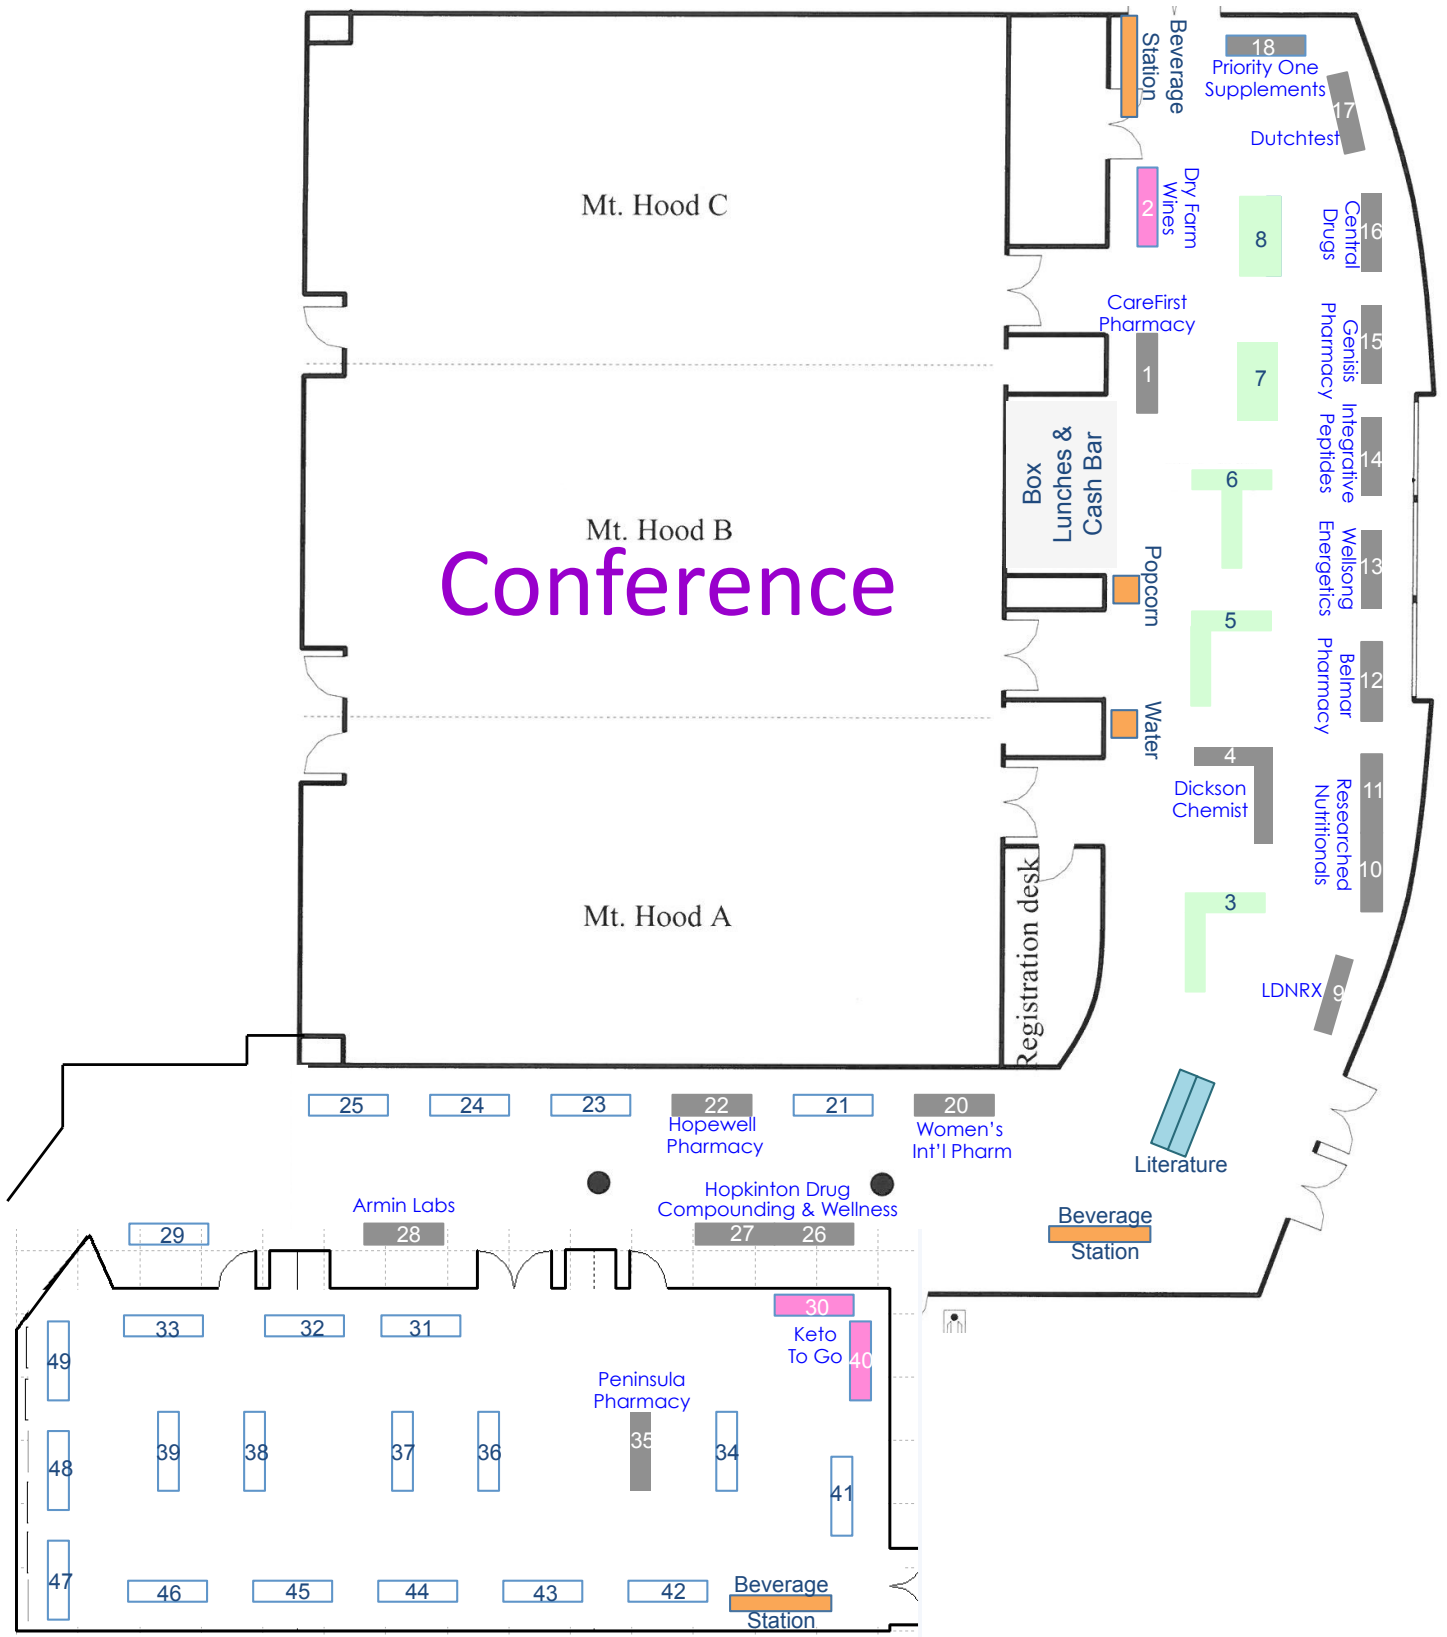 Beverage
Station
18
Priority One
Supplements
17
Dutchtest
Mt. Hood C
2
Dry Farm
Wines
8
Central
Drugs
16
CareFirst
Pharmacy
1
7
Genisis
Pharmacy
15
Box
Lunches &
Cash Bar
6
Integrative
Peptides
14
Mt. Hood B
Conference
Popcorn
5
Wellsong
Energetics
13
Belmar
Pharmacy
12
Water
4
Dickson
Chemist
11
Researched
Nutritionals
10
Mt. Hood A
Registration desk
3
LDNRX
9
25
24
23
22
Hopewell
Pharmacy
21
20
Women's
Int'l Pharm
Literature
Beverage
Station
Armin Labs
28
29
Hopkinton Drug
Compounding & Wellness
27
26
33
32
31
30
Keto
To Go
40
49
48
47
39
38
37
36
Peninsula
Pharmacy
35
34
41
46
45
44
43
42
Beverage
Station